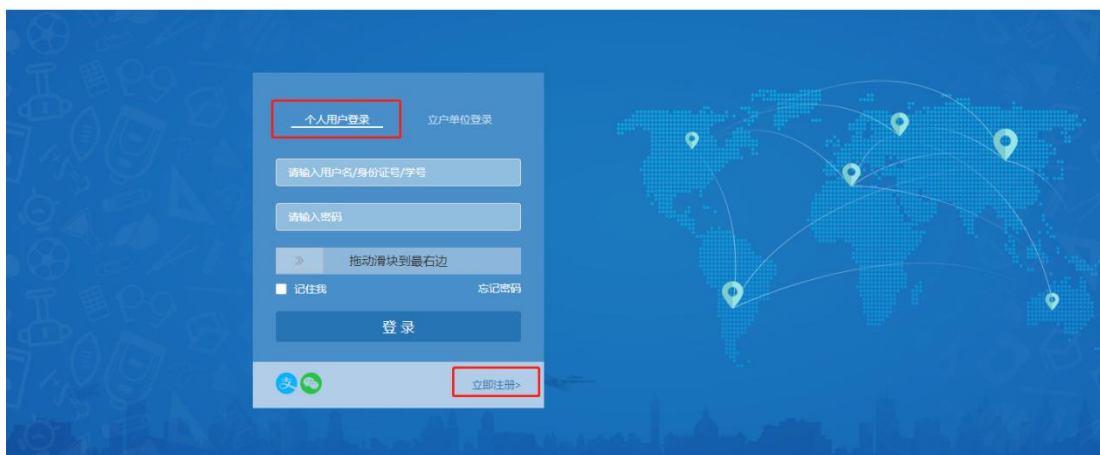 个人用户登录 立户单位登录
请输入用户名/身份证号/学号
请输入密码
拖动滑块到最右边
记住我 忘记密码
登 录
立即注册>